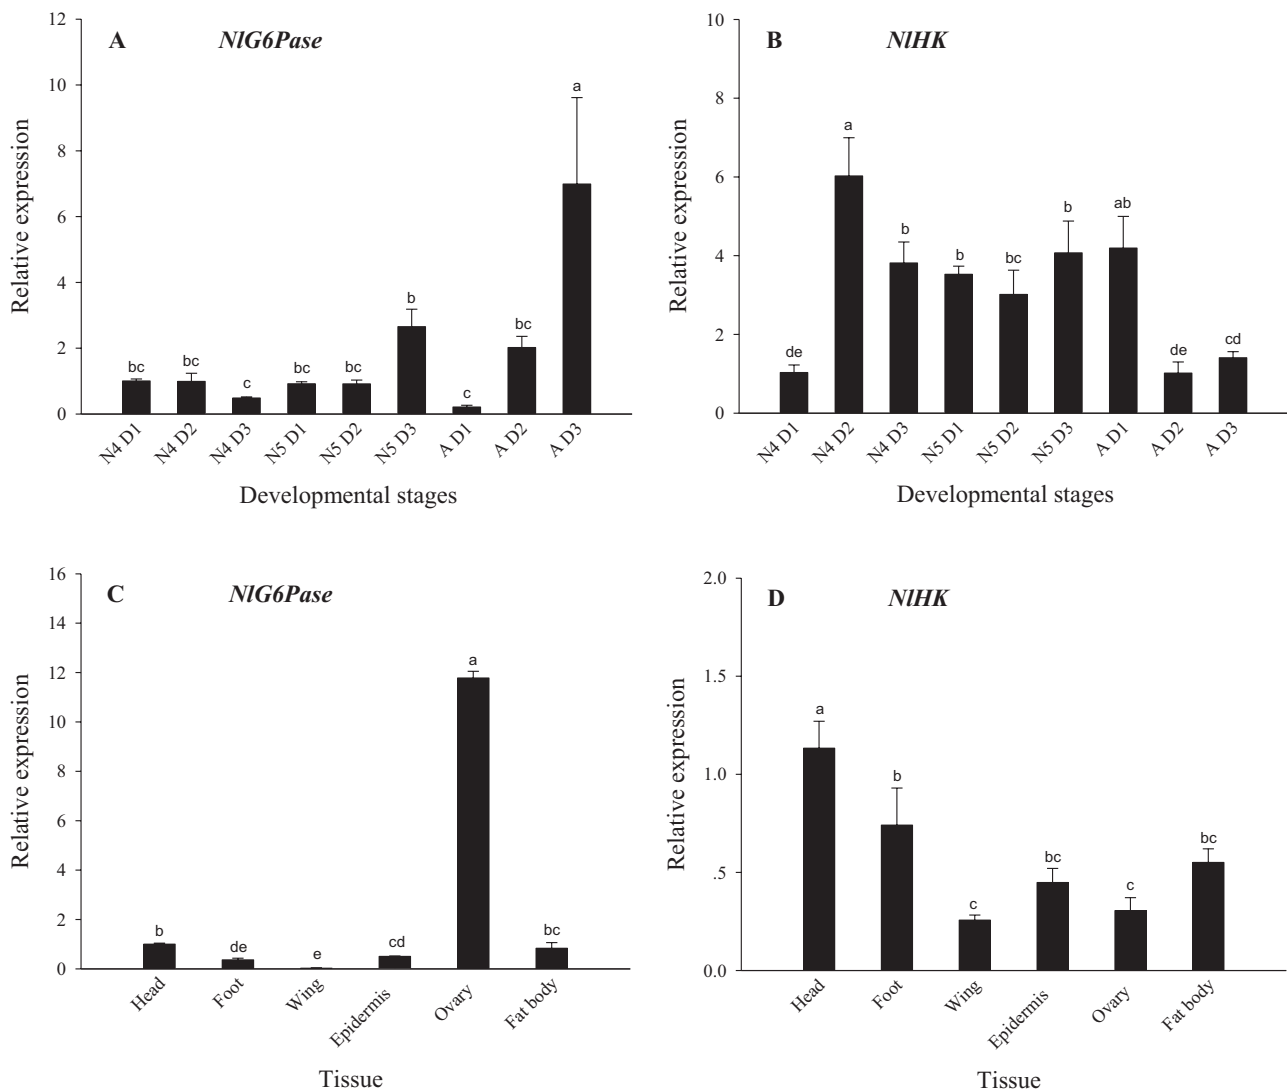 A NlG6Pase
Relative expression
12
10
8
6
4
2
0
bc bc c bc bc b c bc a
N4 D1 N4 D2 N4 D3 N5 D1 N5 D2 N5 D3 A D1 A D2 A D3
Developmental stages
B NlHK
Relative expression
10
8
6
4
2
0
de a b b bc b ab de cd
N4 D1 N4 D2 N4 D3 N5 D1 N5 D2 N5 D3 A D1 A D2 A D3
Developmental stages
C NlG6Pase
Relative expression
16
14
12
10
8
6
4
2
0
b de e cd a bc
Head Foot Wing Epidermis Ovary Fat body
Tissue
D NlHK
Relative expression
2.0
1.5
1.0
.5
0.0
a b c bc c bc
Head Foot Wing Epidermis Ovary Fat body
Tissue